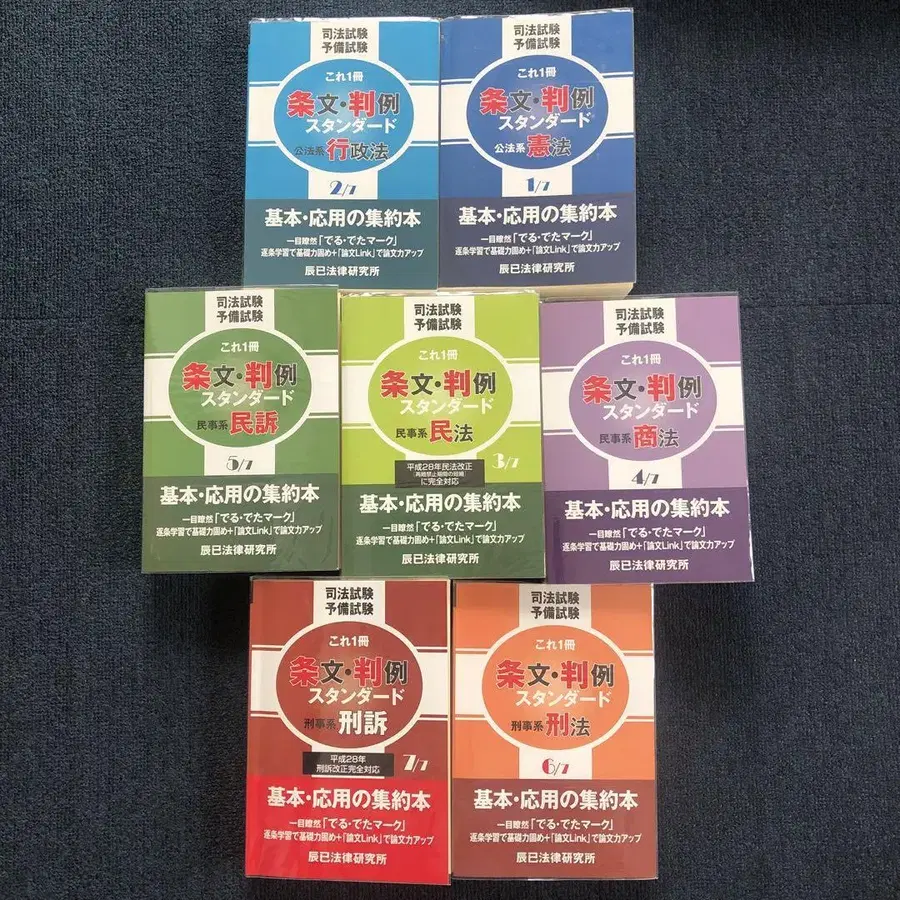 司法試験
予備試験
これ1冊
条文・判例
スタンダード
公法系 行政法
2/7
基本・応用の集約本
一目瞭然「でる・でたマーク」
逐条学習で基礎力固め+「論文Link」で論文力アップ
辰已法律研究所
司法試験
予備試験
これ1冊
条文・判例
スタンダード
公法系 憲法
1/7
基本・応用の集約本
一目瞭然「でる・でたマーク」
逐条学習で基礎力固め+「論文Link」で論文力アップ
辰已法律研究所
司法試験
予備試験
これ1冊
条文・判例
スタンダード
民事系 民訴
5/7
基本・応用の集約本
一目瞭然「でる・でたマーク」
逐条学習で基礎力固め+「論文Link」で論文力アップ
辰已法律研究所
司法試験
予備試験
これ1冊
条文・判例
スタンダード
民事系 民法
3/7
平成28年民法改正
「再婚禁止期間の短縮」
に完全対応
基本・応用の集約本
一目瞭然「でる・でたマーク」
逐条学習で基礎力固め+「論文Link」で論文力アップ
辰已法律研究所
司法試験
予備試験
これ1冊
条文・判例
スタンダード
民事系 商法
4/7
基本・応用の集約本
一目瞭然「でる・でたマーク」
逐条学習で基礎力固め+「論文Link」で論文力アップ
辰已法律研究所
司法試験
予備試験
これ1冊
条文・判例
スタンダード
刑事系 刑訴
平成28年
刑訴改正完全対応
7/7
基本・応用の集約本
一目瞭然「でる・でたマーク」
逐条学習で基礎力固め+「論文Link」で論文力アップ
辰已法律研究所
司法試験
予備試験
これ1冊
条文・判例
スタンダード
刑事系 刑法
6/7
基本・応用の集約本
一目瞭然「でる・でたマーク」
逐条学習で基礎力固め+「論文Link」で論文力アップ
辰已法律研究所